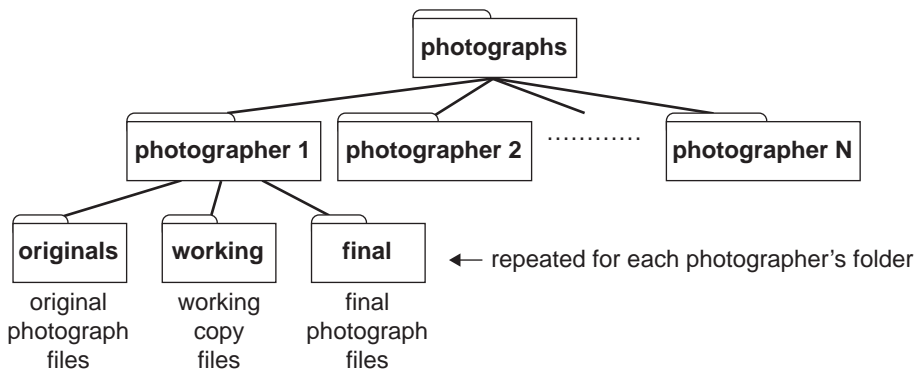 photographs
photographer 1
photographer 2
............
photographer N
originals
working
final
← repeated for each photographer’s folder
original
photograph
files
working
copy
files
final
photograph
files